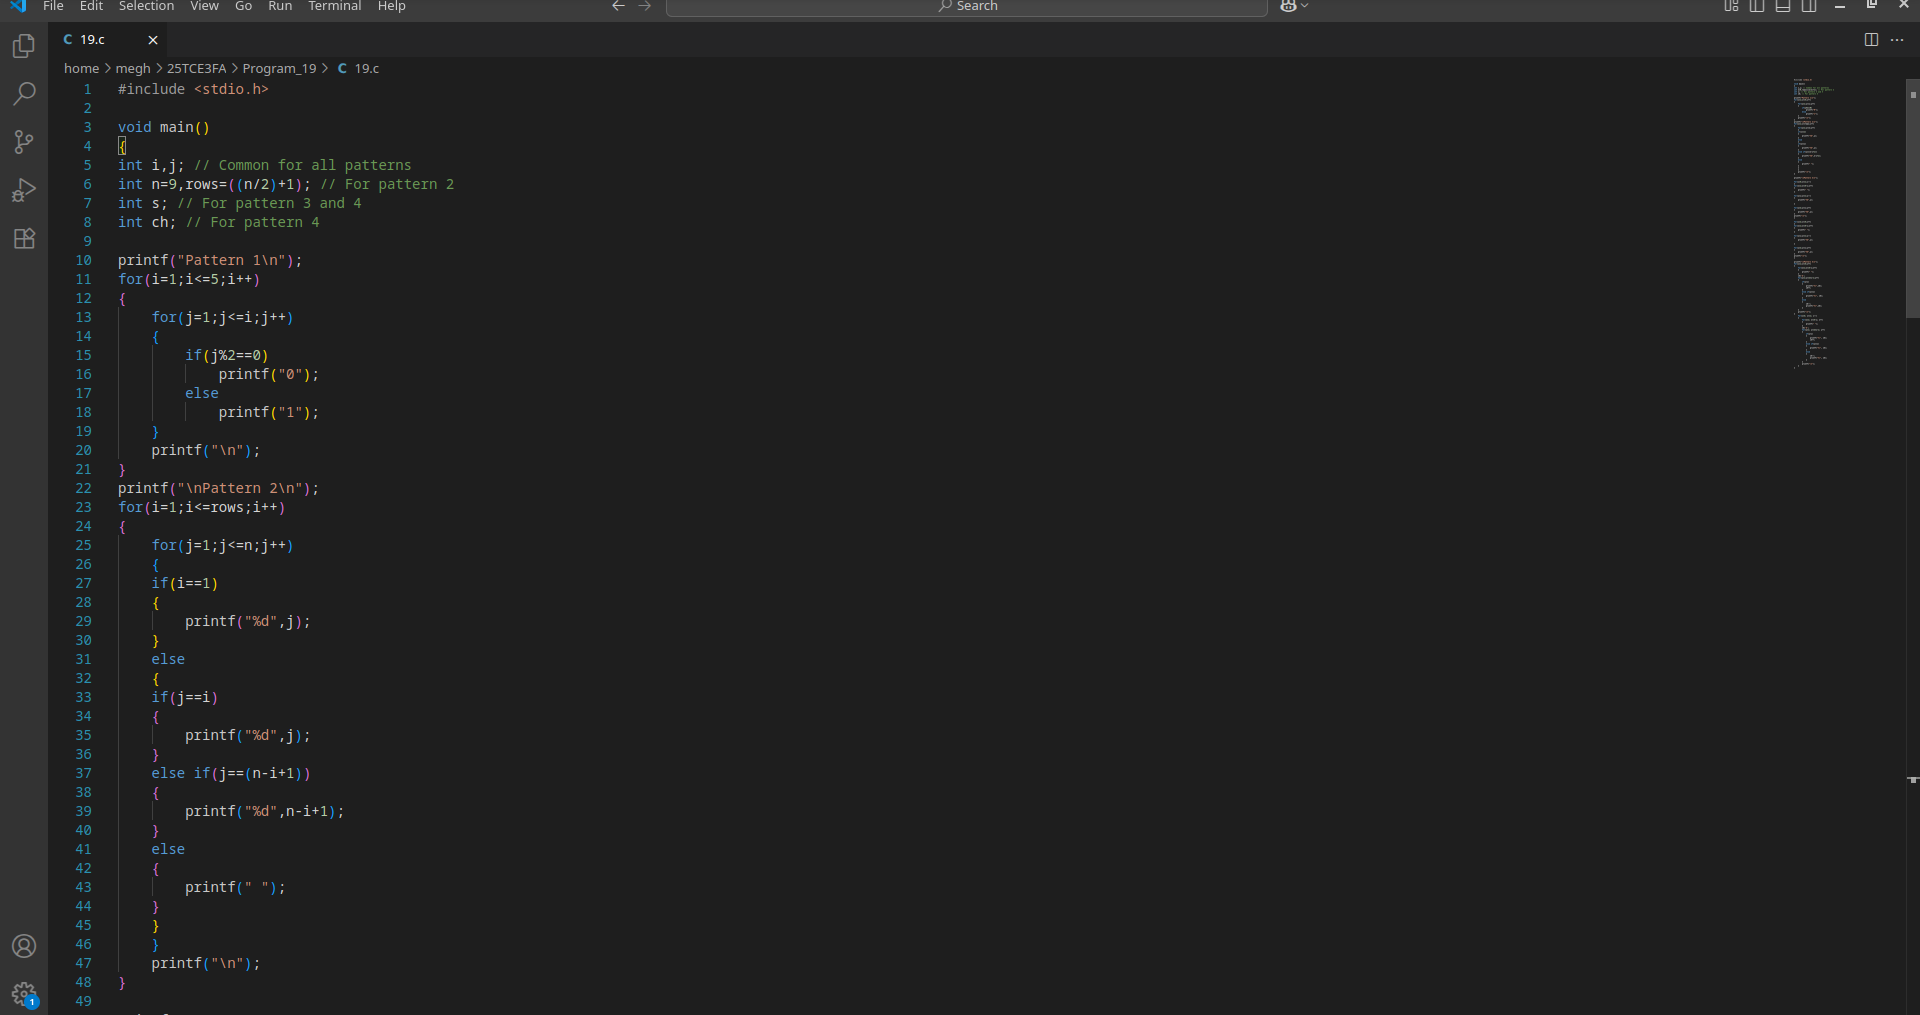 File Edit Selection View Go Run Terminal Help
Search
19.c
home > megh > 25TCE3FA > Program_19 > C 19.c
1 #include <stdio.h>
2
3 void main()
4 {
5 int i,j; // Common for all patterns
6 int n=9,rows=((n/2)+1); // For pattern 2
7 int s; // For pattern 3 and 4
8 int ch; // For pattern 4
9
10 printf("Pattern 1\n");
11 for(i=1;i<=5;i++)
12 {
13     for(j=1;j<=i;j++)
14     {
15         if(j%2==0)
16             printf("0");
17         else
18             printf("1");
19     }
20     printf("\n");
21 }
22 printf("\nPattern 2\n");
23 for(i=1;i<=rows;i++)
24 {
25     for(j=1;j<=n;j++)
26     {
27     if(i==1)
28     {
29         printf("%d",j);
30     }
31     else
32     {
33     if(j==i)
34     {
35         printf("%d",j);
36     }
37     else if(j==(n-i+1))
38     {
39         printf("%d",n-i+1);
40     }
41     else
42     {
43         printf(" ");
44     }
45     }
46     }
47     printf("\n");
48 }
49
1